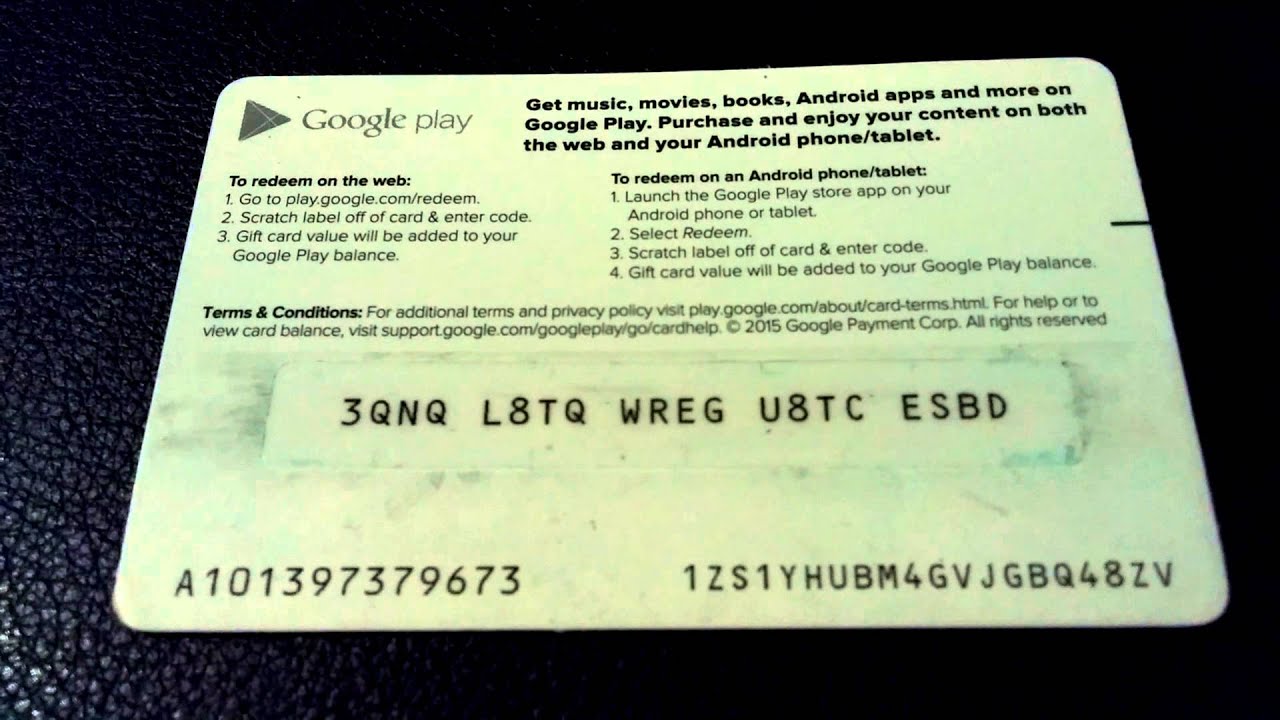 Google play
Get music, movies, books, Android apps and more on
Google Play. Purchase and enjoy your content on both
the web and your Android phone/tablet.
To redeem on the web:
1. Go to play.google.com/redeem.
2. Scratch label off of card & enter code.
3. Gift card value will be added to your
Google Play balance.
To redeem on an Android phone/tablet:
1. Launch the Google Play store app on your
Android phone or tablet.
2. Select Redeem.
3. Scratch label off of card & enter code.
4. Gift card value will be added to your Google Play balance.
Terms & Conditions: For additional terms and privacy policy visit play.google.com/about/card-terms.html. For help or to
view card balance, visit support.google.com/googleplay/go/cardhelp. © 2015 Google Payment Corp. All rights reserved
3QNQ L8TQ WREG U8TC ESBD
A101397379673
1ZS1YHUBM4GVJGBQ48ZV